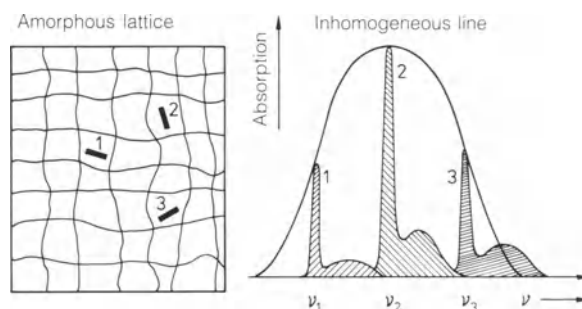 Amorphous lattice
1
2
3
Inhomogeneous line
Absorption
1
2
3
ν₁
ν₂
ν₃
ν